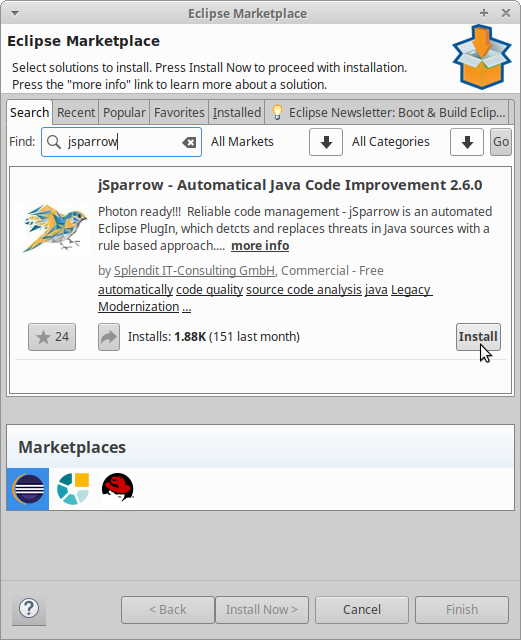 Eclipse Marketplace
Eclipse Marketplace
Select solutions to install. Press Install Now to proceed with installation.
Press the "more info" link to learn more about a solution.
Search Recent Popular Favorites Installed Eclipse Newsletter: Boot & Build Eclip...
Find: jsparrow All Markets All Categories Go
jSparrow - Automatical Java Code Improvement 2.6.0
Photon ready!!! Reliable code management - jSparrow is an automated
Eclipse PlugIn, which detcts and replaces threats in Java sources with a
rule based approach.... more info
by Splendit IT-Consulting GmbH, Commercial - Free
automatically code quality source code analysis java Legacy
Modernization ...
24 Installs: 1.88K (151 last month) Install
Marketplaces
? < Back Install Now > Cancel Finish